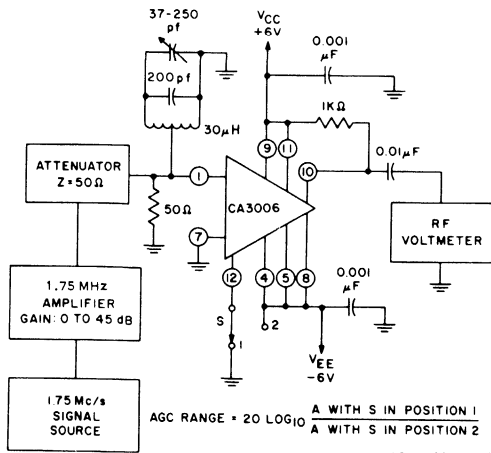 37-250
pf
200pf
30μH
VCC
+6V
0.001
μF
1KΩ
0.01μF
ATTENUATOR
Z=50Ω
50Ω
1
7
12
9
11
10
CA3006
4
5
8
RF
VOLTMETER
1.75 MHz
AMPLIFIER
GAIN: 0 TO 45 dB
S
1
2
0.001
μF
VEE
-6V
1.75 Mc/s
SIGNAL
SOURCE
AGC RANGE = 20 LOG10 A WITH S IN POSITION 1
A WITH S IN POSITION 2